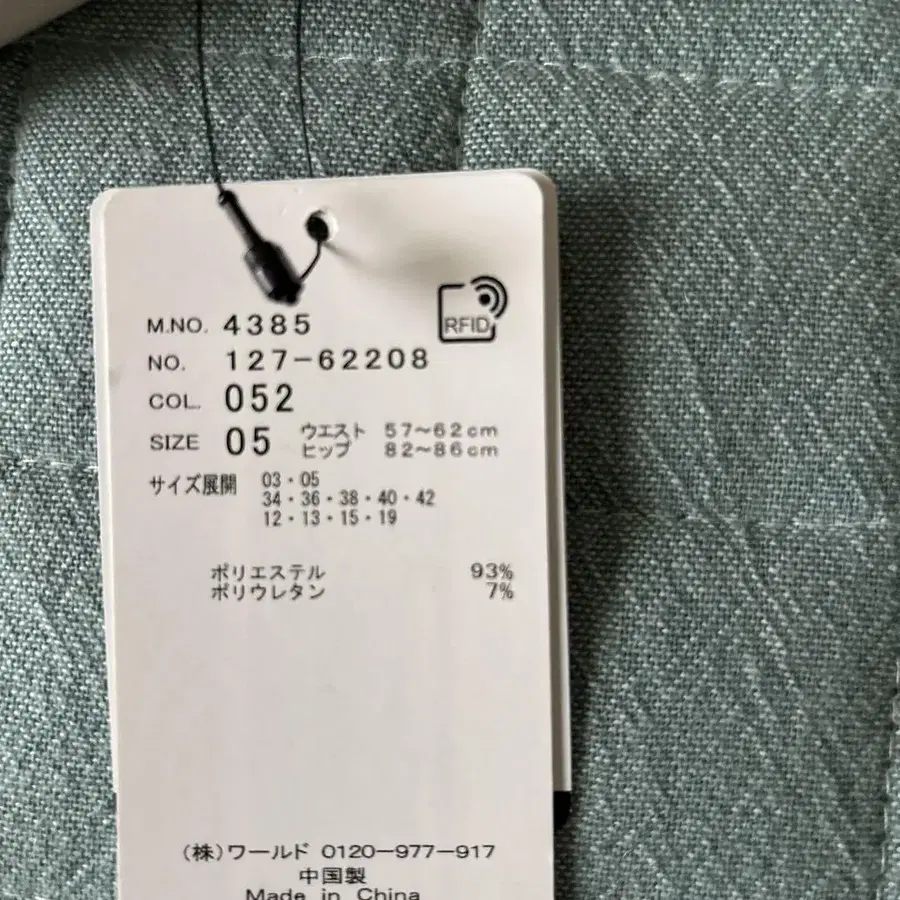 RFID
M.NO. 4385
NO. 127-62208
COL. 052
SIZE 05 ウエスト 57~62cm
ヒップ 82~86cm
サイズ展開 03・05
34・36・38・40・42
12・13・15・19
ポリエステル 93%
ポリウレタン 7%
(株)ワールド 0120-977-917
中国製
Made in China